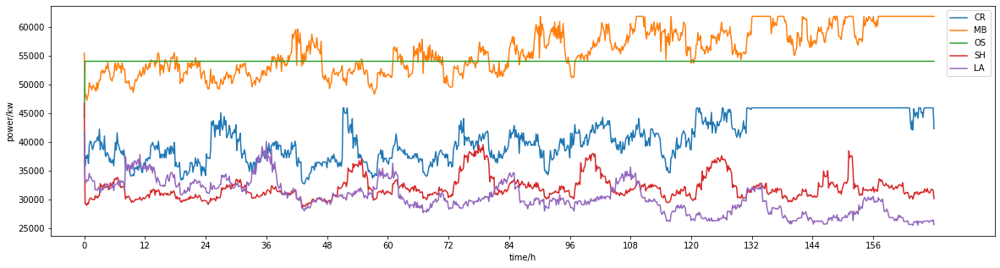 60000
55000
50000
45000
40000
35000
30000
25000
power/kw
0 12 24 36 48 60 72 84 96 108 120 132 144 156
time/h
CR
MB
OS
SH
LA